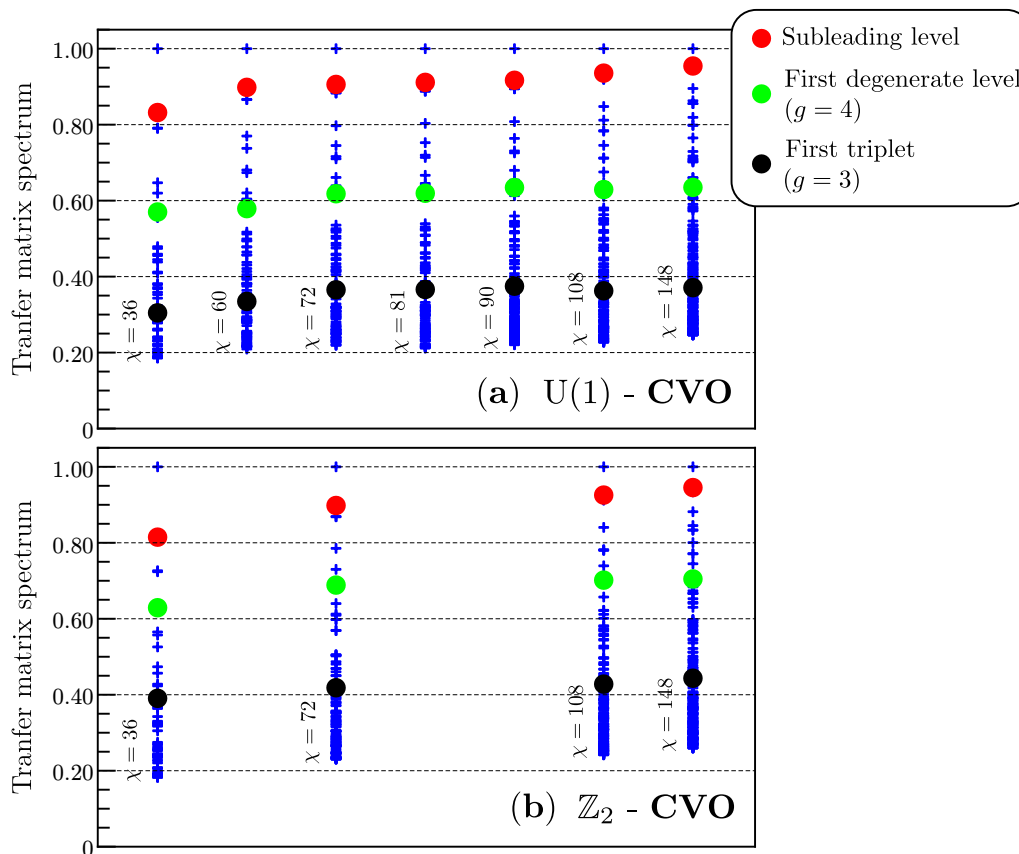 Subleading level
First degenerate level
(g = 4)
First triplet
(g = 3)
Tranfer matrix spectrum
1.00
0.80
0.60
0.40
0.20
0
χ = 36
χ = 60
χ = 72
χ = 81
χ = 90
χ = 108
χ = 148
(a) U(1) - CVO
Tranfer matrix spectrum
1.00
0.80
0.60
0.40
0.20
0
χ = 36
χ = 72
χ = 108
χ = 148
(b) ℤ₂ - CVO